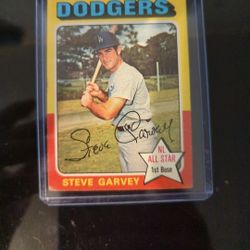 DODGERS
Steve Garvey
NL
ALL STAR
1st Base
STEVE GARVEY